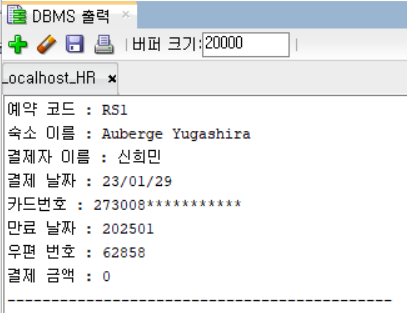 DBMS 출력
버퍼 크기:20000
Localhost_HR
예약 코드 : RS1
숙소 이름 : Auberge Yugashira
결제자 이름 : 신희민
결제 날짜 : 23/01/29
카드번호 : 273008***********
만료 날짜 : 202501
우편 번호 : 62858
결제 금액 : 0
--------------------------------------------